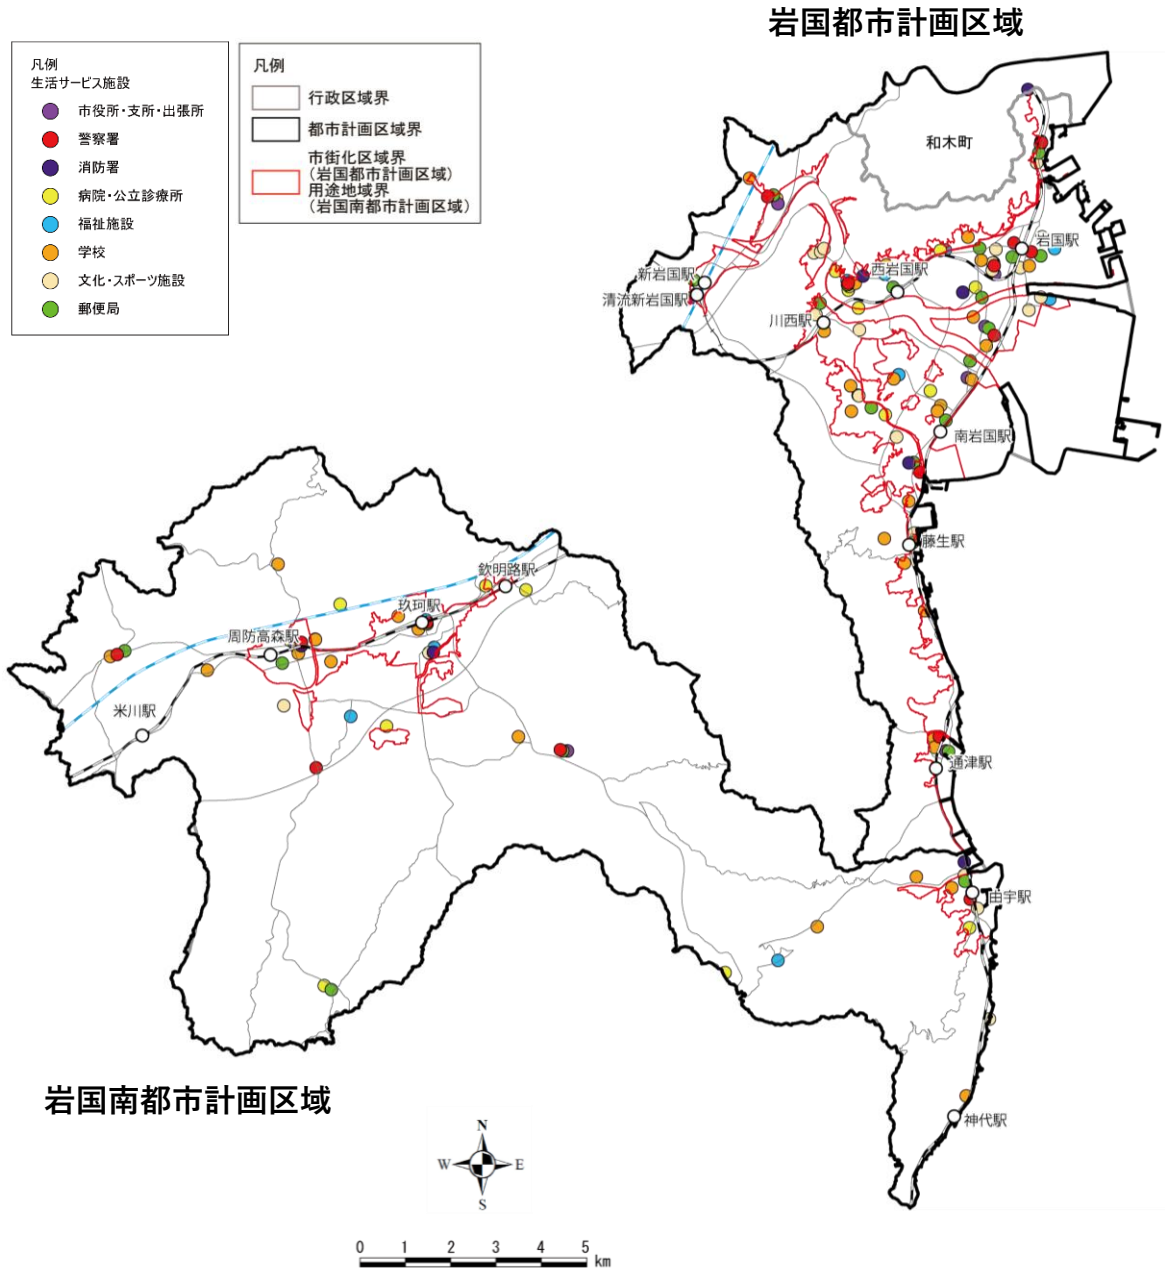 岩国都市計画区域
凡例
生活サービス施設
市役所・支所・出張所
警察署
消防署
病院・公立診療所
福祉施設
学校
文化・スポーツ施設
郵便局
凡例
行政区域界
都市計画区域界
市街化区域界
(岩国都市計画区域)
用途地域界
(岩国南都市計画区域)
和木町
岩国駅
西岩国駅
新岩国駅
清流新岩国駅
川西駅
南岩国駅
藤生駅
欽明路駅
玖珂駅
周防高森駅
米川駅
通津駅
由宇駅
神代駅
岩国南都市計画区域
N
W
E
S
0 1 2 3 4 5
km